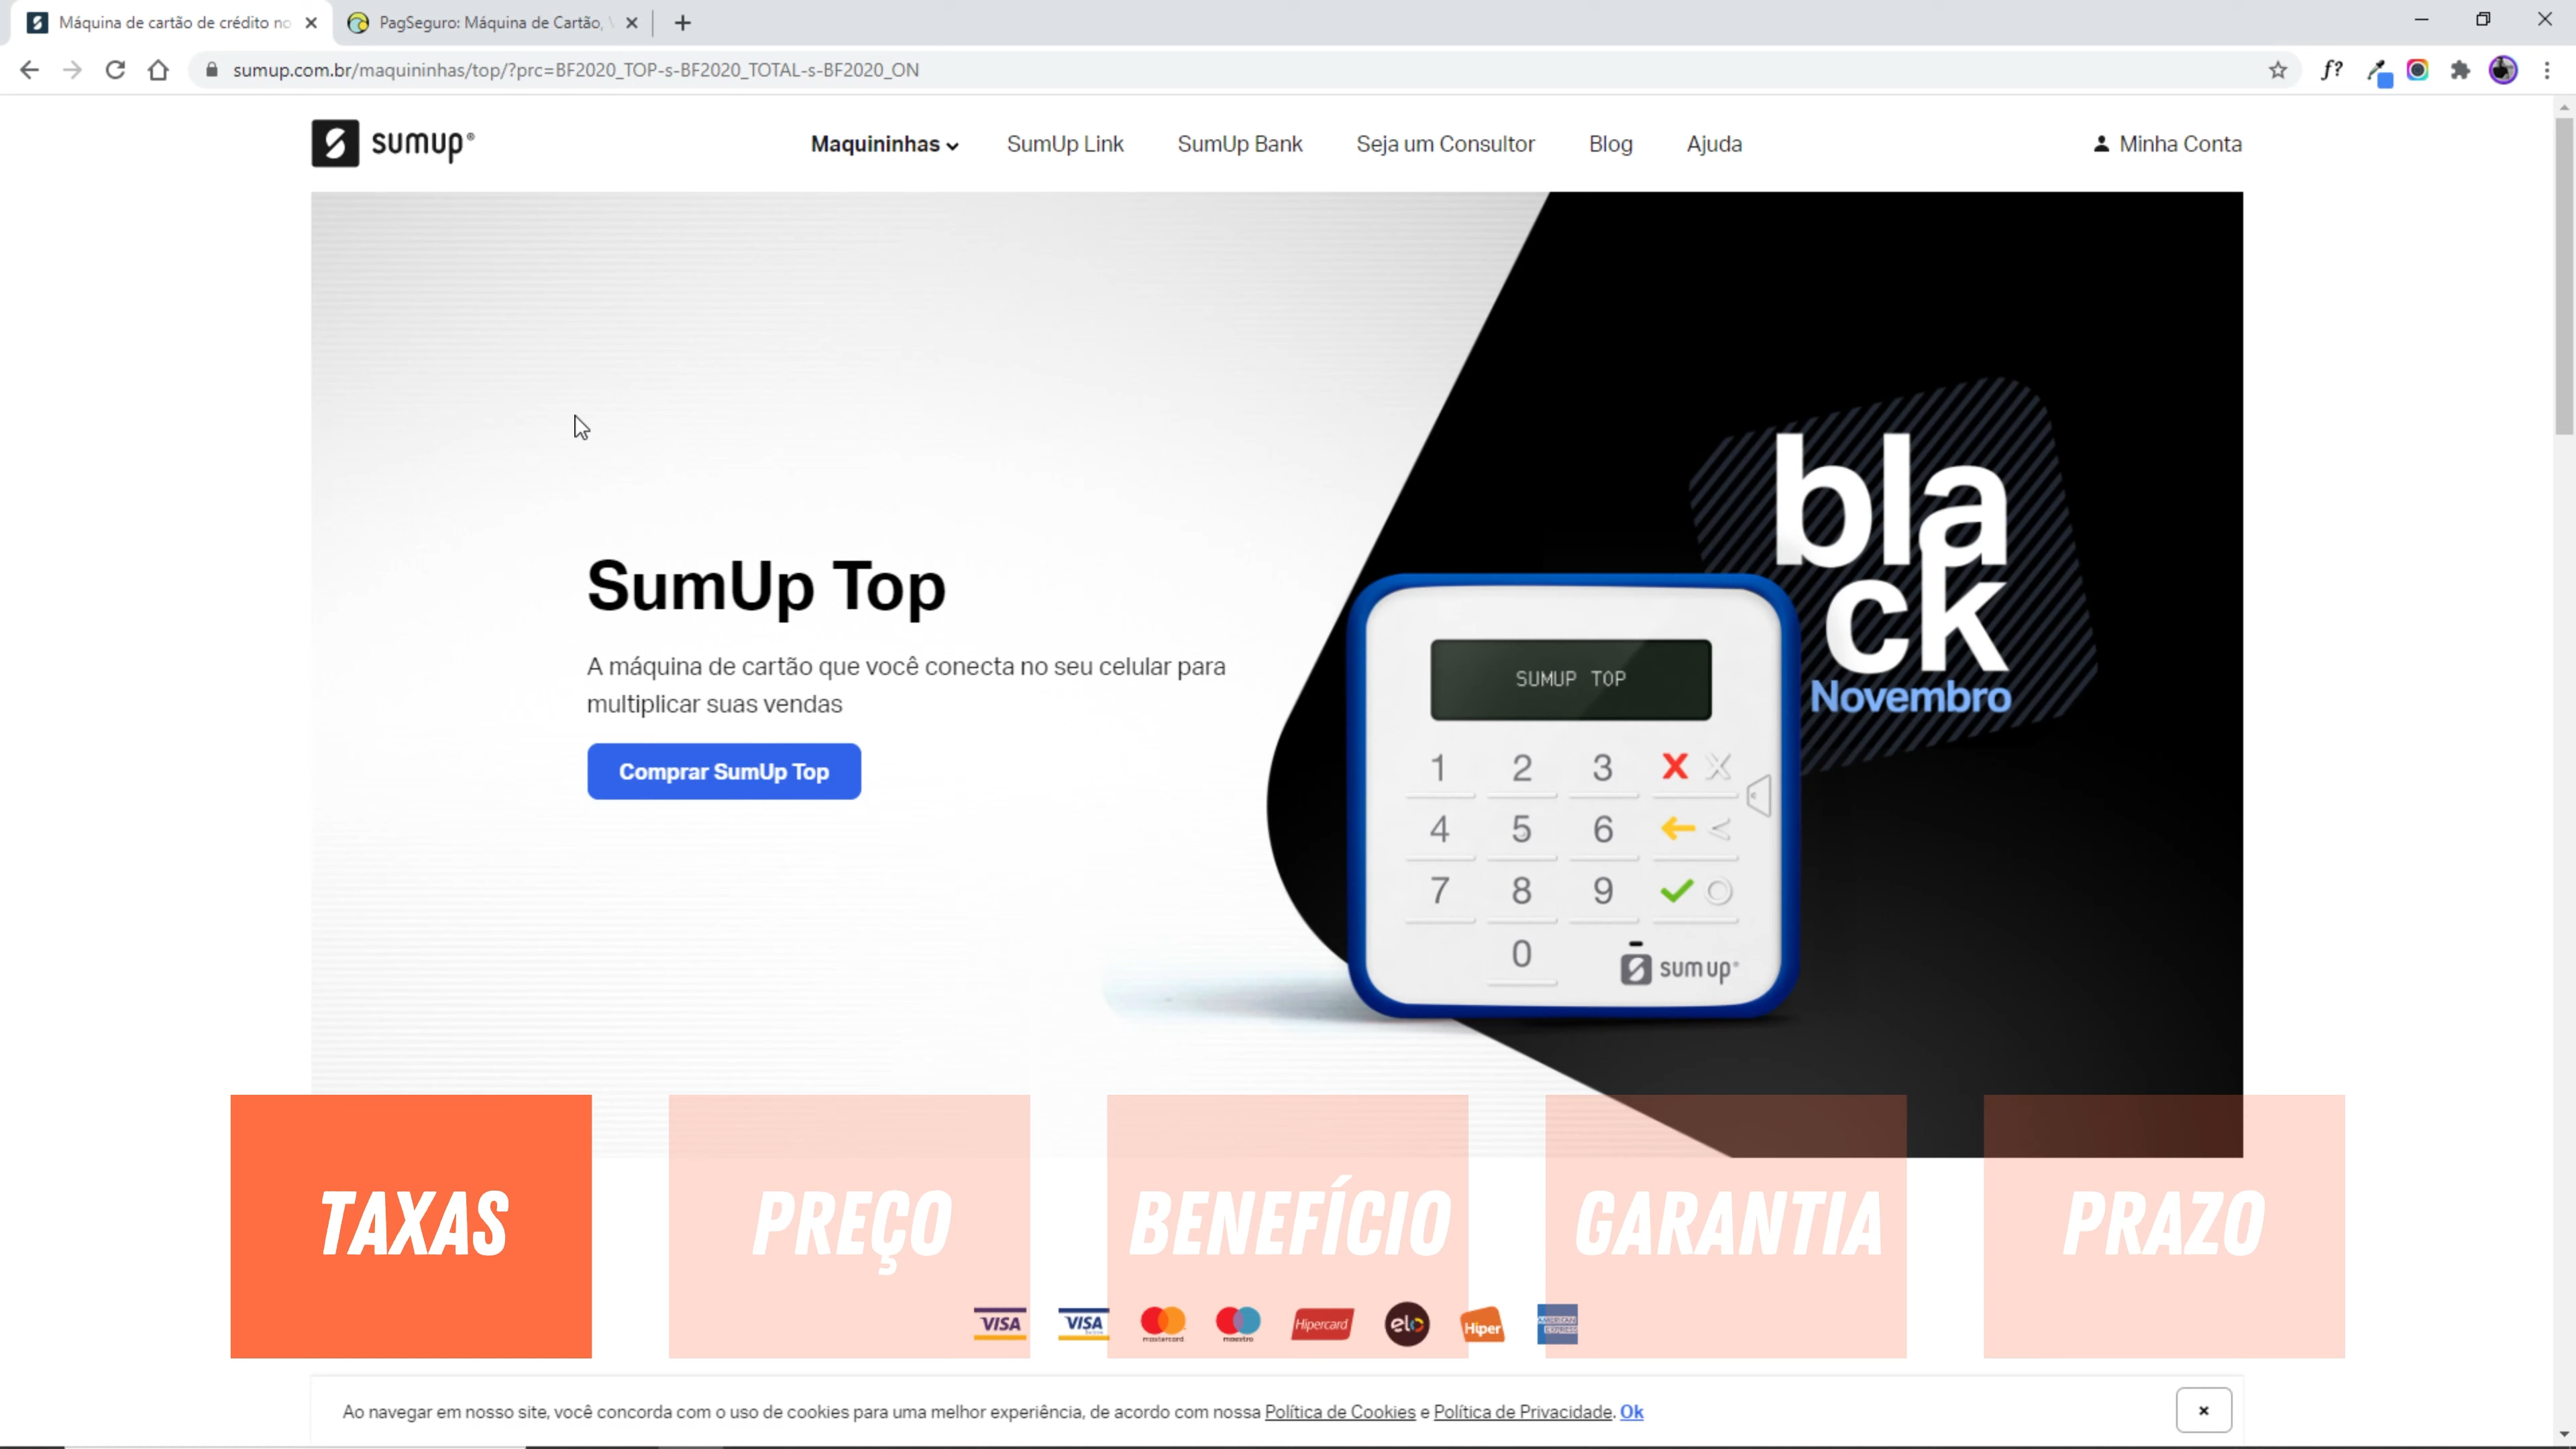 Máquina de cartão de crédito no
PagSeguro: Máquina de Cartão,
sumup.com.br/maquininhas/top/?prc=BF2020_TOP-s-BF2020_TOTAL-s-BF2020_ON
f?
sumup®
Maquininhas
SumUp Link
SumUp Bank
Seja um Consultor
Blog
Ajuda
Minha Conta
SumUp Top
A máquina de cartão que você conecta no seu celular para
multiplicar suas vendas
Comprar SumUp Top
bla
ck
Novembro
SUMUP TOP
1 2 3 X X
4 5 6
7 8 9
0
sumup®
TAXAS
PREÇO
BENEFÍCIO
GARANTIA
PRAZO
VISA
VISA
mastercard
maestro
Hipercard
elo
Hiper
AMERICAN
EXPRESS
Ao navegar em nosso site, você concorda com o uso de cookies para uma melhor experiência, de acordo com nossa Política de Cookies e Política de Privacidade. Ok